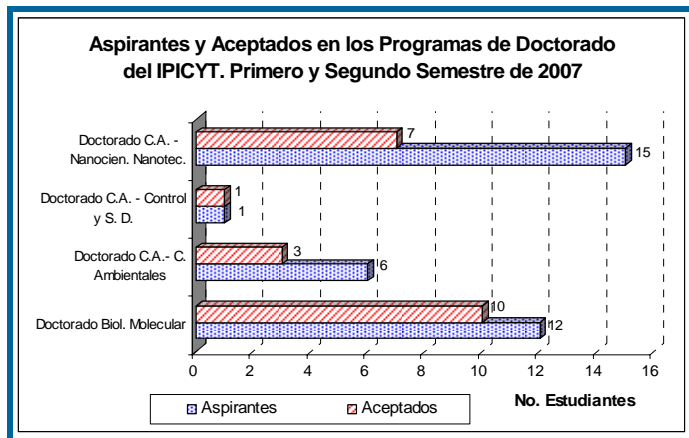 Aspirantes y Aceptados en los Programas de Doctorado
del IPICYT. Primero y Segundo Semestre de 2007
Doctorado C.A. -
Nanocien. Nanotec.
7
15
Doctorado C.A. - Control
y S. D.
1
1
Doctorado C.A.- C.
Ambientales
3
6
Doctorado Biol. Molecular
10
12
0 2 4 6 8 10 12 14 16
No. Estudiantes
Aspirantes Aceptados